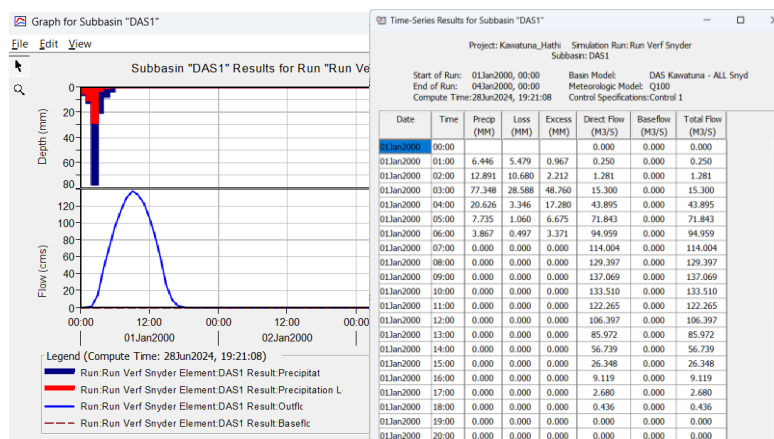 Graph for Subbasin "DAS1"
File Edit View
Subbasin "DAS1" Results for Run "Run Ve
Depth (mm)
0
20
40
60
80
Flow (cms)
120
100
80
60
40
20
0
00:00 12:00 00:00 12:00 00:00
01Jan2000 02Jan2000
Legend (Compute Time: 28Jun2024, 19:21:08)
Run:Run Verf Snyder Element:DAS1 Result:Precipitat
Run:Run Verf Snyder Element:DAS1 Result:Precipitation L
Run:Run Verf Snyder Element:DAS1 Result:Outflo
Run:Run Verf Snyder Element:DAS1 Result:Baseflo
Time-Series Results for Subbasin "DAS1"
Project: Kawatuna_Hathi Simulation Run: Run Verf Snyder
Subbasin: DAS1
Start of Run: 01Jan2000, 00:00 Basin Model: DAS Kawatuna - ALL Snyd
End of Run: 04Jan2000, 00:00 Meteorologic Model: Q100
Compute Time:28Jun2024, 19:21:08 Control Specifications:Control 1
Date Time Precip Loss Excess Direct Flow Baseflow Total Flow
(MM) (MM) (MM) (M3/S) (M3/S) (M3/S)
01Jan2000 00:00 0.000 0.000 0.000
01Jan2000 01:00 6.446 5.479 0.967 0.250 0.000 0.250
01Jan2000 02:00 12.891 10.680 2.212 1.281 0.000 1.281
01Jan2000 03:00 77.348 28.588 48.760 15.300 0.000 15.300
01Jan2000 04:00 20.626 3.346 17.280 43.895 0.000 43.895
01Jan2000 05:00 7.735 1.060 6.675 71.843 0.000 71.843
01Jan2000 06:00 3.867 0.497 3.371 94.959 0.000 94.959
01Jan2000 07:00 0.000 0.000 0.000 114.004 0.000 114.004
01Jan2000 08:00 0.000 0.000 0.000 129.397 0.000 129.397
01Jan2000 09:00 0.000 0.000 0.000 137.069 0.000 137.069
01Jan2000 10:00 0.000 0.000 0.000 133.510 0.000 133.510
01Jan2000 11:00 0.000 0.000 0.000 122.265 0.000 122.265
01Jan2000 12:00 0.000 0.000 0.000 106.397 0.000 106.397
01Jan2000 13:00 0.000 0.000 0.000 85.972 0.000 85.972
01Jan2000 14:00 0.000 0.000 0.000 56.739 0.000 56.739
01Jan2000 15:00 0.000 0.000 0.000 26.348 0.000 26.348
01Jan2000 16:00 0.000 0.000 0.000 9.119 0.000 9.119
01Jan2000 17:00 0.000 0.000 0.000 2.680 0.000 2.680
01Jan2000 18:00 0.000 0.000 0.000 0.436 0.000 0.436
01Jan2000 19:00 0.000 0.000 0.000 0.000 0.000 0.000
01Jan2000 20:00 0.000 0.000 0.000 0.000 0.000 0.000